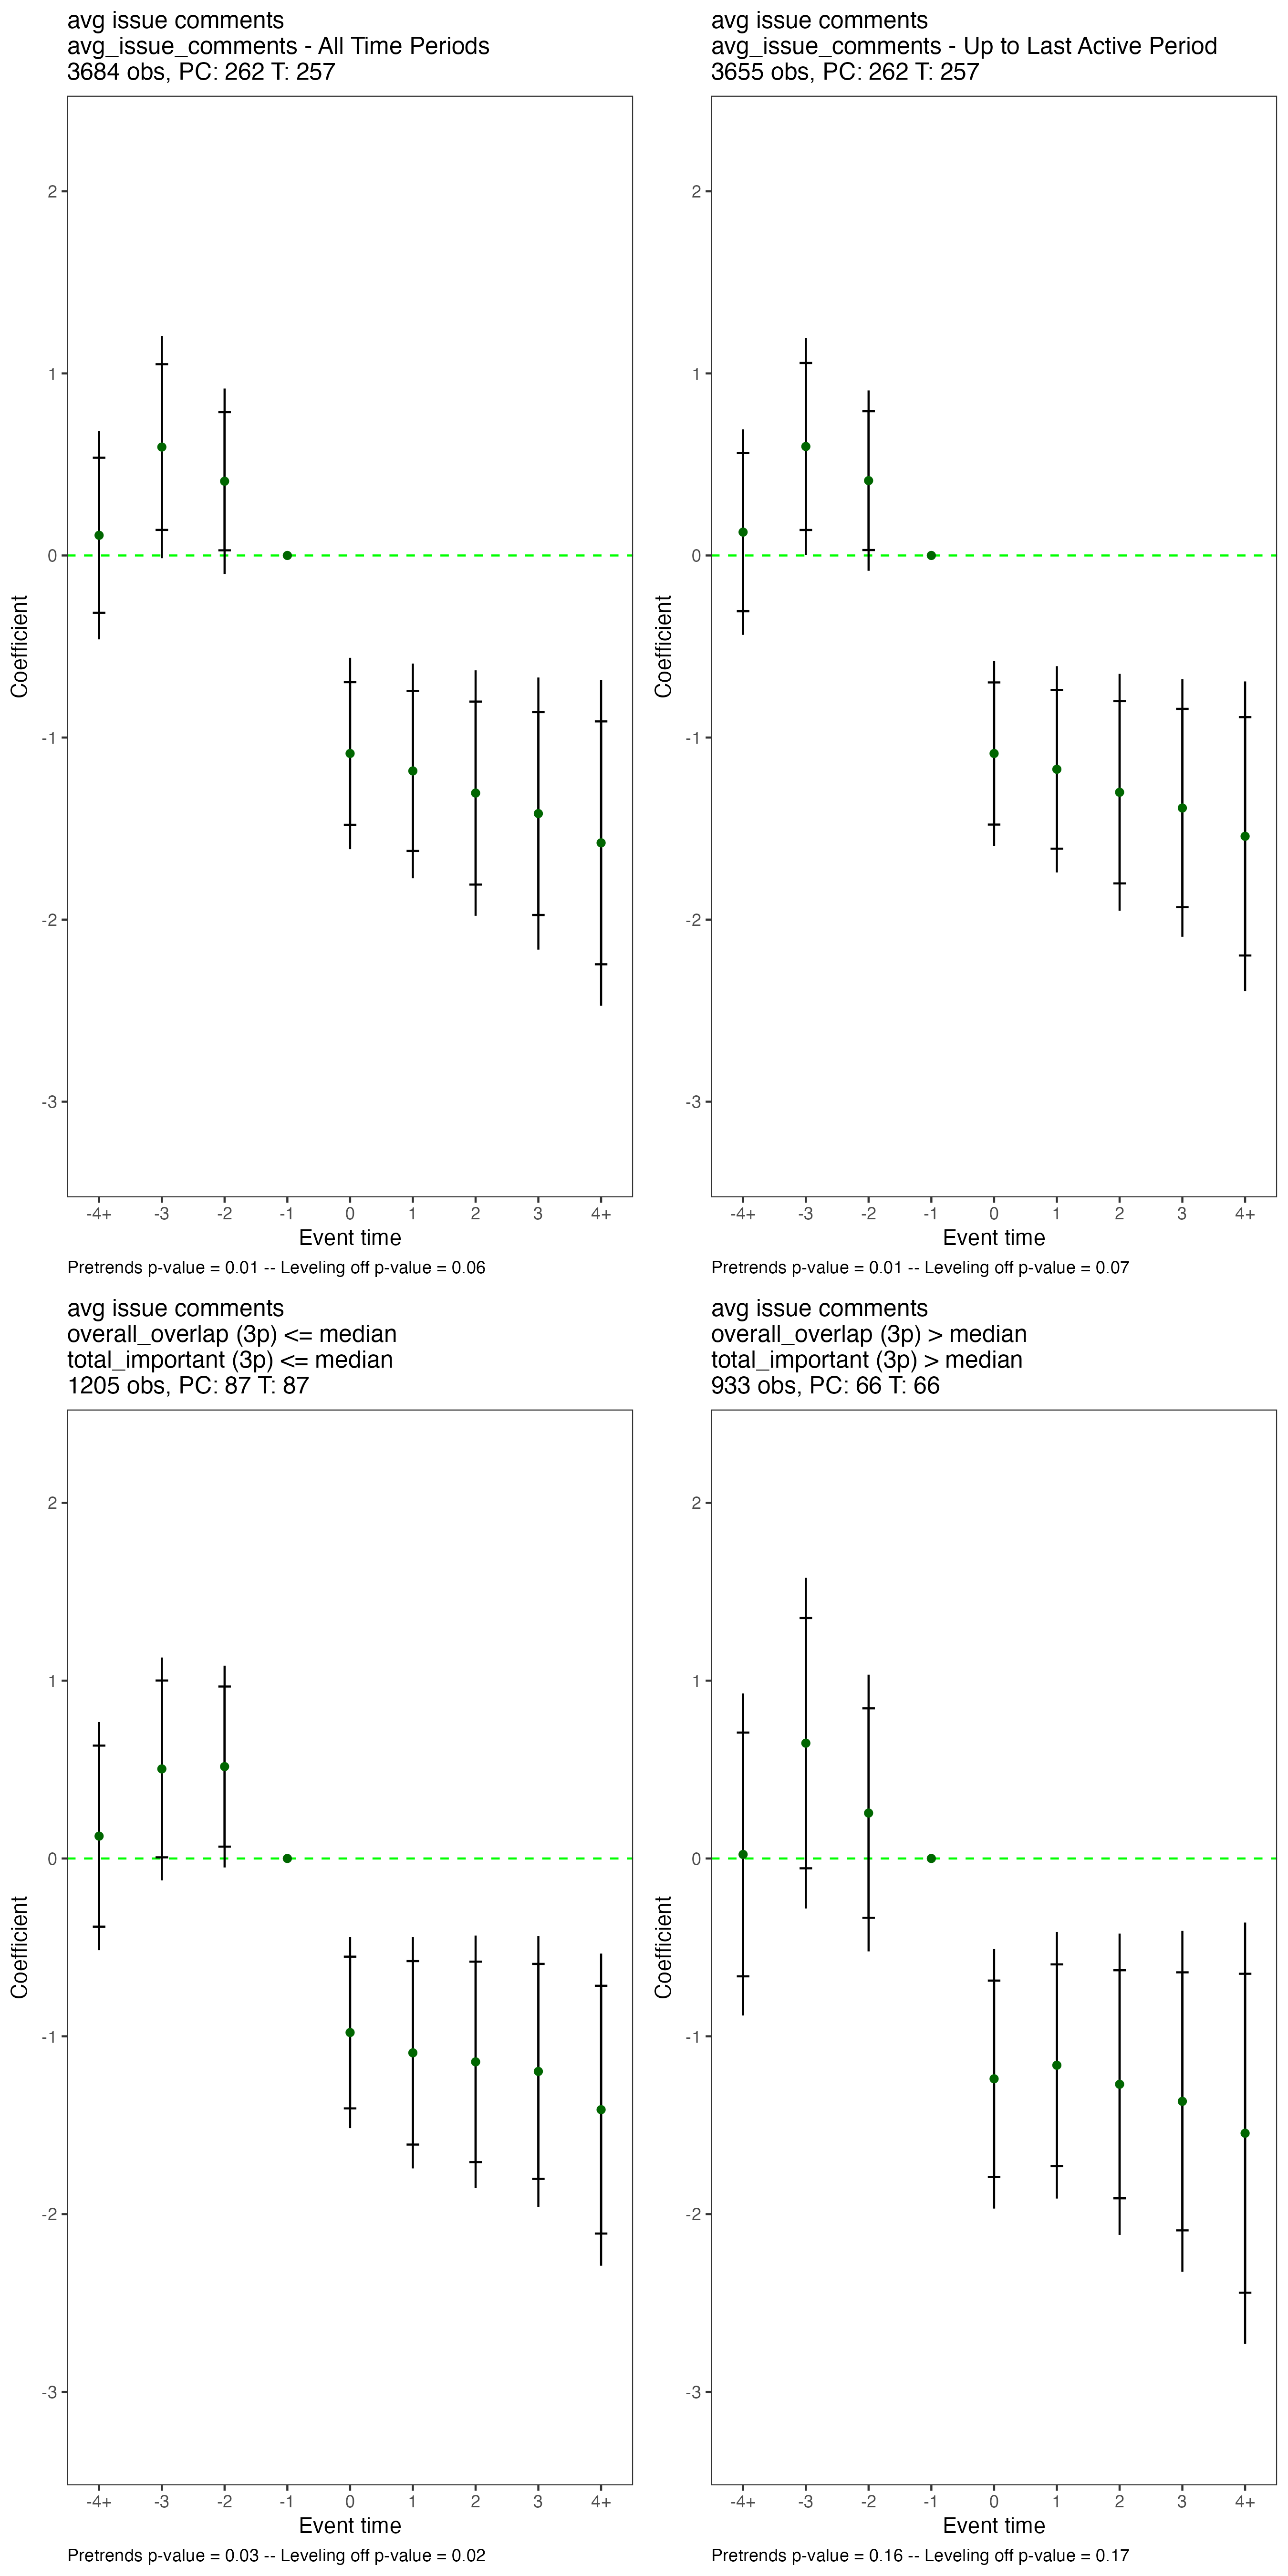 avg issue comments
avg_issue_comments - All Time Periods
3684 obs, PC: 262 T: 257
2
1
0
-1
-2
-3
Coefficient
-4+ -3 -2 -1 0 1 2 3 4+
Event time
Pretrends p-value = 0.01 -- Leveling off p-value = 0.06
avg issue comments
avg_issue_comments - Up to Last Active Period
3655 obs, PC: 262 T: 257
2
1
0
-1
-2
-3
Coefficient
-4+ -3 -2 -1 0 1 2 3 4+
Event time
Pretrends p-value = 0.01 -- Leveling off p-value = 0.07
avg issue comments
overall_overlap (3p) <= median
total_important (3p) <= median
1205 obs, PC: 87 T: 87
2
1
0
-1
-2
-3
Coefficient
-4+ -3 -2 -1 0 1 2 3 4+
Event time
Pretrends p-value = 0.03 -- Leveling off p-value = 0.02
avg issue comments
overall_overlap (3p) > median
total_important (3p) > median
933 obs, PC: 66 T: 66
2
1
0
-1
-2
-3
Coefficient
-4+ -3 -2 -1 0 1 2 3 4+
Event time
Pretrends p-value = 0.16 -- Leveling off p-value = 0.17